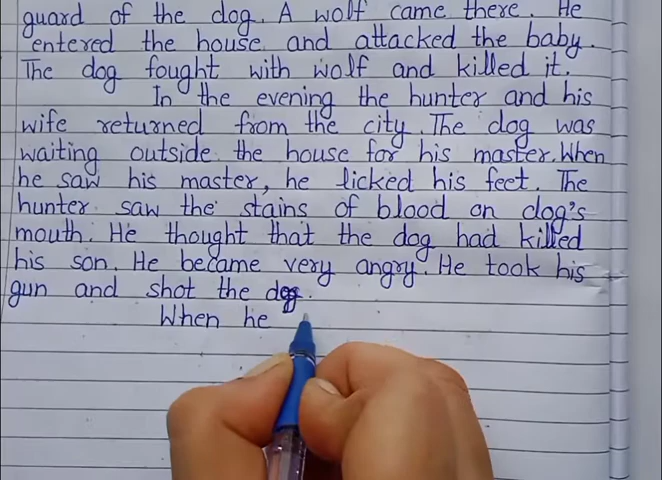 guard of the dog. A wolf came there. He
entered the house and attacked the baby.
The dog fought with wolf and killed it.
In the evening the hunter and his
wife returned from the city. The dog was
waiting outside the house for his master. When
he saw his master, he licked his feet. The
hunter saw the stains of blood on dog's
mouth. He thought that the dog had killed
his son. He became very angry. He took his
gun and shot the dog.
When he